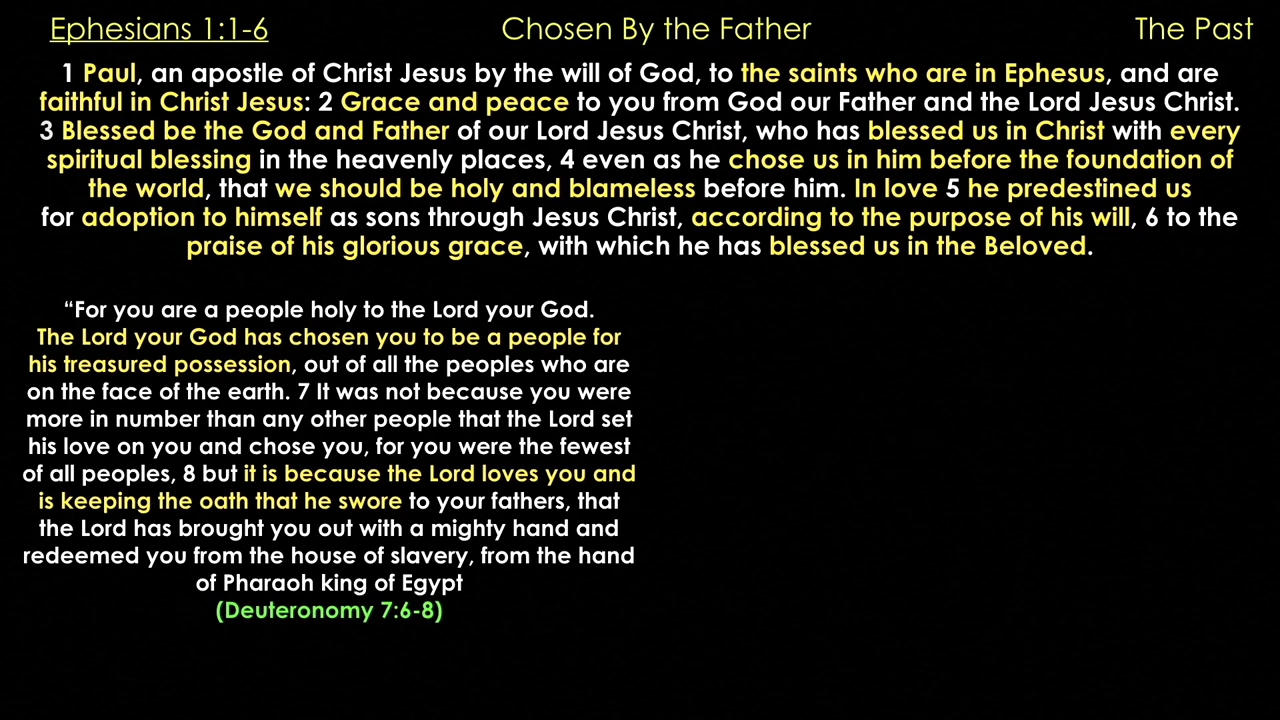 Ephesians 1:1-6 Chosen By the Father The Past
1 Paul, an apostle of Christ Jesus by the will of God, to the saints who are in Ephesus, and are
faithful in Christ Jesus: 2 Grace and peace to you from God our Father and the Lord Jesus Christ.
3 Blessed be the God and Father of our Lord Jesus Christ, who has blessed us in Christ with every
spiritual blessing in the heavenly places, 4 even as he chose us in him before the foundation of
the world, that we should be holy and blameless before him. In love 5 he predestined us
for adoption to himself as sons through Jesus Christ, according to the purpose of his will, 6 to the
praise of his glorious grace, with which he has blessed us in the Beloved.
“For you are a people holy to the Lord your God.
The Lord your God has chosen you to be a people for
his treasured possession, out of all the peoples who are
on the face of the earth. 7 It was not because you were
more in number than any other people that the Lord set
his love on you and chose you, for you were the fewest
of all peoples, 8 but it is because the Lord loves you and
is keeping the oath that he swore to your fathers, that
the Lord has brought you out with a mighty hand and
redeemed you from the house of slavery, from the hand
of Pharaoh king of Egypt
(Deuteronomy 7:6-8)